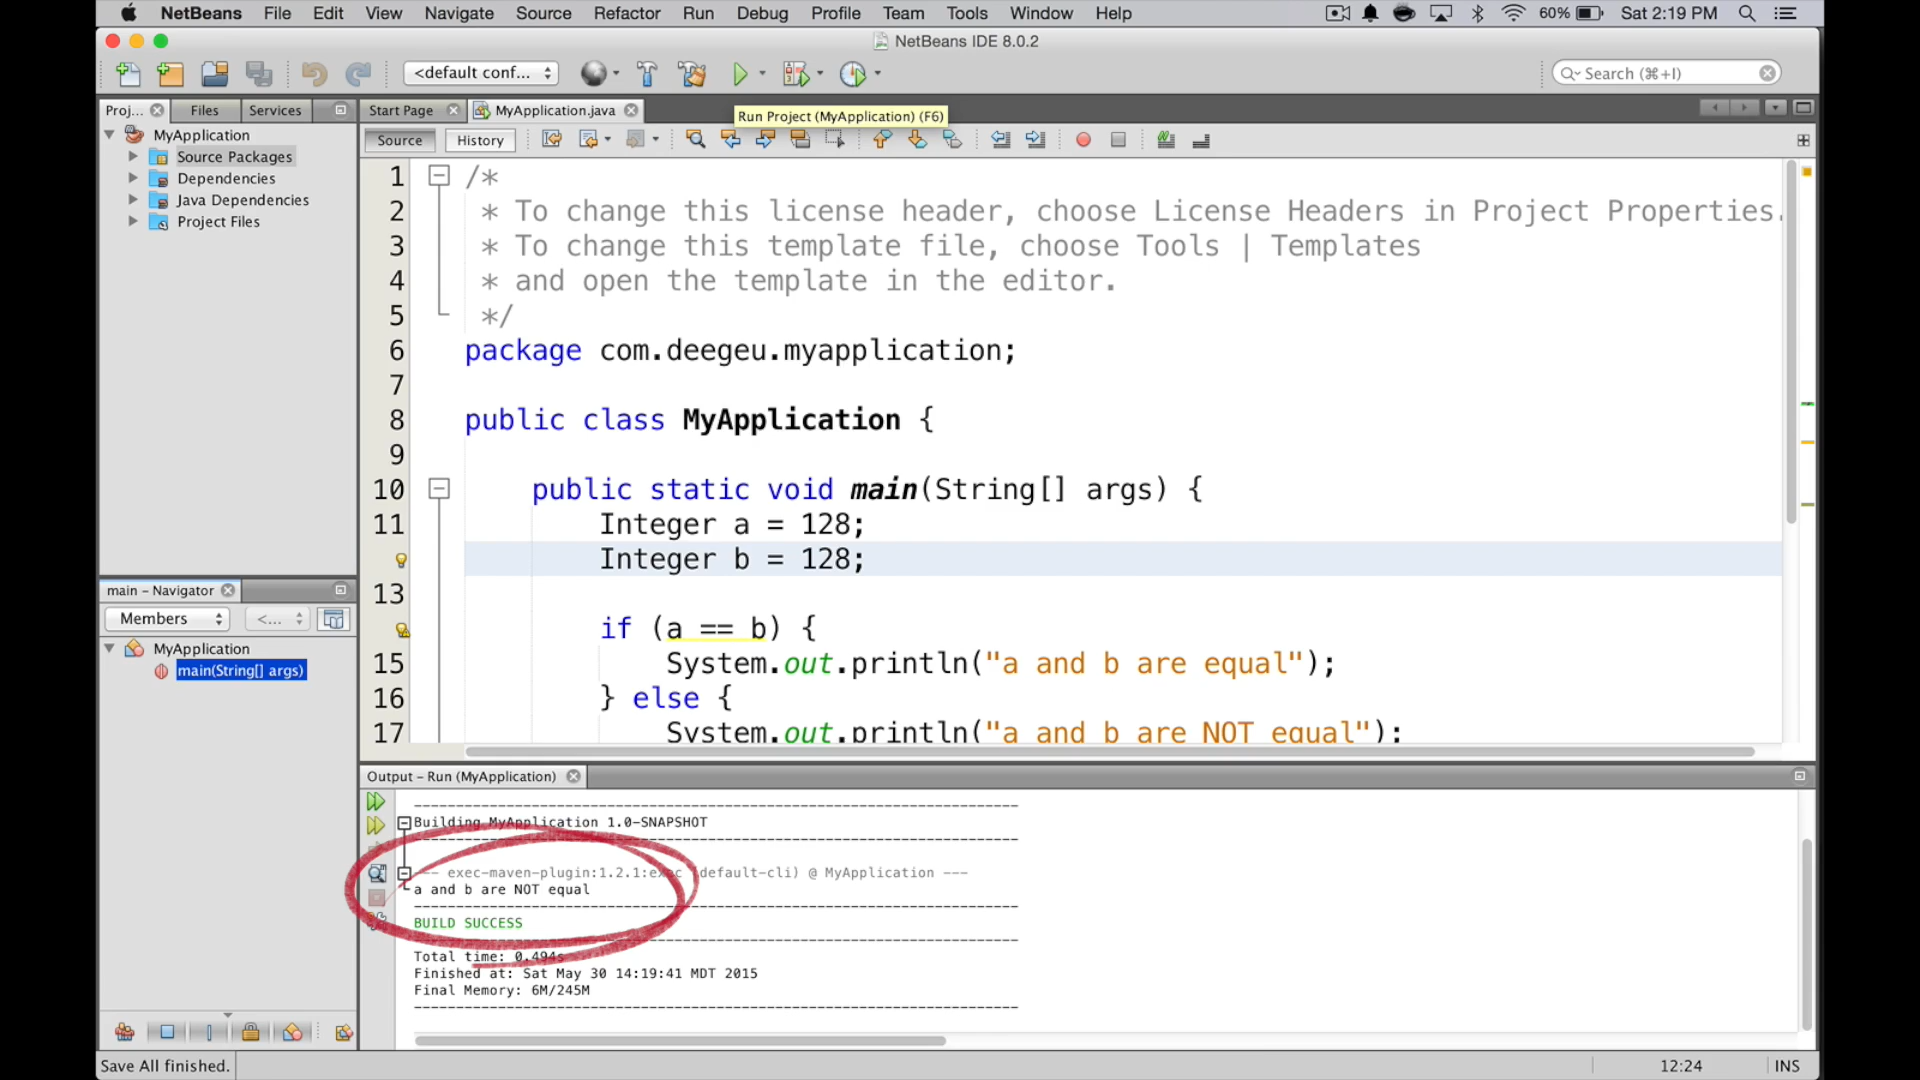 NetBeans File Edit View Navigate Source Refactor Run Debug Profile Team Tools Window Help 60% Sat 2:19 PM
NetBeans IDE 8.0.2
<default conf... Search (⌘+I)
Proj... Files Services Start Page MyApplication.java
Run Project (MyApplication) (F6)
Source History
MyApplication
Source Packages
Dependencies
Java Dependencies
Project Files
1 /*
2 * To change this license header, choose License Headers in Project Properties.
3 * To change this template file, choose Tools | Templates
4 * and open the template in the editor.
5 */
6 package com.deegeu.myapplication;
7
8 public class MyApplication {
9
10 public static void main(String[] args) {
11 Integer a = 128;
Integer b = 128;
13
if (a == b) {
15 System.out.println("a and b are equal");
16 } else {
17 System.out.println("a and b are NOT equal");
main - Navigator
Members <...
MyApplication
main(String[] args)
Output - Run (MyApplication)
------------------------------------------------------------------------
Building MyApplication 1.0-SNAPSHOT
------------------------------------------------------------------------
--- exec-maven-plugin:1.2.1:exec (default-cli) @ MyApplication ---
a and b are NOT equal
------------------------------------------------------------------------
BUILD SUCCESS
------------------------------------------------------------------------
Total time: 0.494s
Finished at: Sat May 30 14:19:41 MDT 2015
Final Memory: 6M/245M
------------------------------------------------------------------------
Save All finished. 12:24 INS